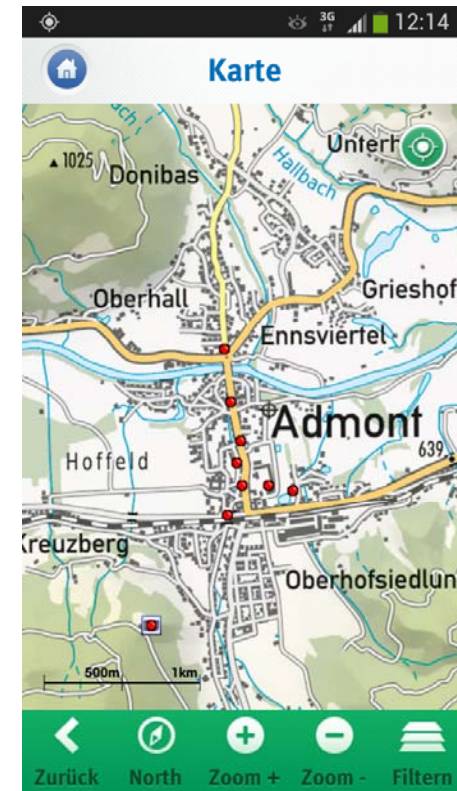 3G 12:14
Karte
Unterh
1025
Donibas
Hallbach
Oberhall
Grieshof
Ennsviertel
Admont
Hoffeld
639
Kreuzberg
Oberhofsiedlun
500m 1km
Zurück North Zoom + Zoom - Filtern